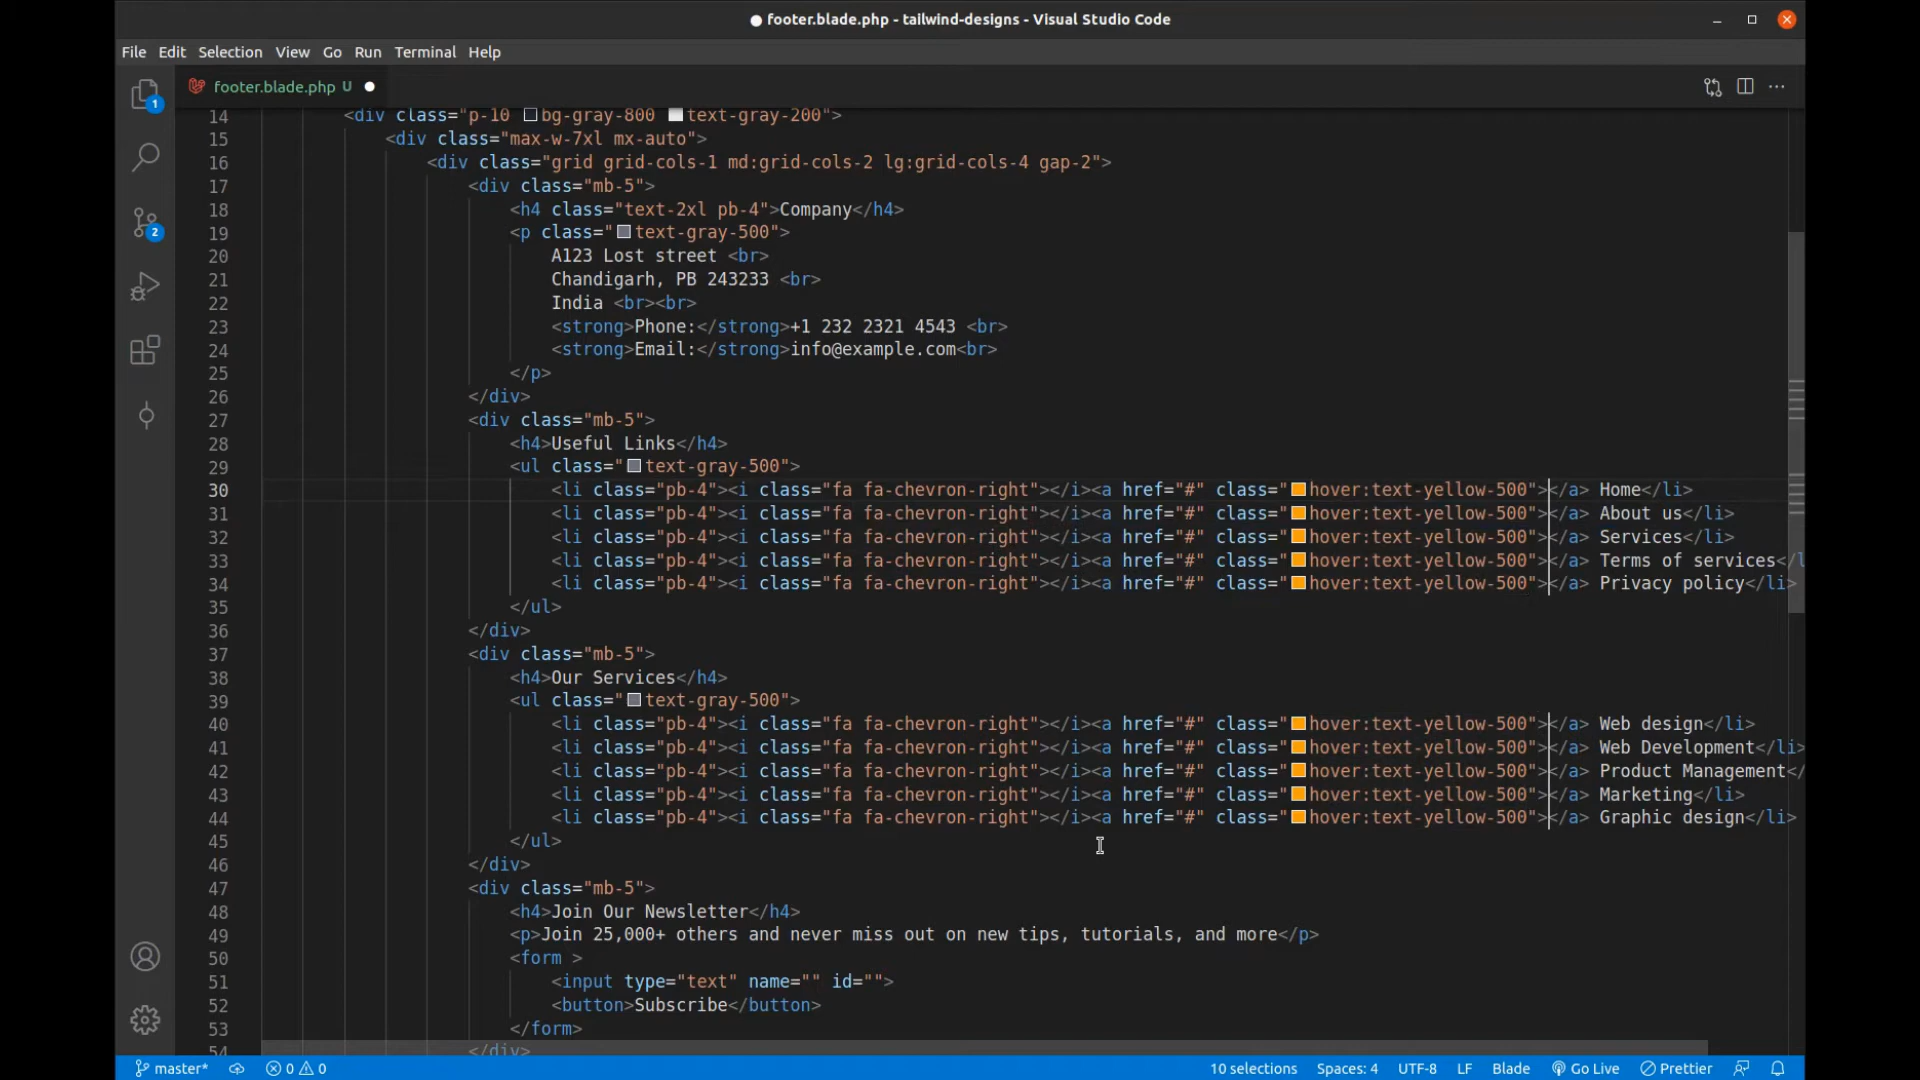 footer.blade.php - tailwind-designs - Visual Studio Code
File Edit Selection View Go Run Terminal Help
1
footer.blade.php U
14 <div class="p-10 bg-gray-800 text-gray-200">
15 <div class="max-w-7xl mx-auto">
16 <div class="grid grid-cols-1 md:grid-cols-2 lg:grid-cols-4 gap-2">
17 <div class="mb-5">
18 <h4 class="text-2xl pb-4">Company</h4>
19 <p class="text-gray-500">
20 A123 Lost street <br>
21 Chandigarh, PB 243233 <br>
2
22 India <br><br>
23 <strong>Phone:</strong>+1 232 2321 4543 <br>
24 <strong>Email:</strong>info@example.com<br>
25 </p>
26 </div>
27 <div class="mb-5">
28 <h4>Useful Links</h4>
29 <ul class="text-gray-500">
30 <li class="pb-4"><i class="fa fa-chevron-right"></i><a href="#" class="hover:text-yellow-500"></a> Home</li>
31 <li class="pb-4"><i class="fa fa-chevron-right"></i><a href="#" class="hover:text-yellow-500"></a> About us</li>
32 <li class="pb-4"><i class="fa fa-chevron-right"></i><a href="#" class="hover:text-yellow-500"></a> Services</li>
33 <li class="pb-4"><i class="fa fa-chevron-right"></i><a href="#" class="hover:text-yellow-500"></a> Terms of services</l
34 <li class="pb-4"><i class="fa fa-chevron-right"></i><a href="#" class="hover:text-yellow-500"></a> Privacy policy</li>
35 </ul>
36 </div>
37 <div class="mb-5">
38 <h4>Our Services</h4>
39 <ul class="text-gray-500">
40 <li class="pb-4"><i class="fa fa-chevron-right"></i><a href="#" class="hover:text-yellow-500"></a> Web design</li>
41 <li class="pb-4"><i class="fa fa-chevron-right"></i><a href="#" class="hover:text-yellow-500"></a> Web Development</li>
42 <li class="pb-4"><i class="fa fa-chevron-right"></i><a href="#" class="hover:text-yellow-500"></a> Product Management</
43 <li class="pb-4"><i class="fa fa-chevron-right"></i><a href="#" class="hover:text-yellow-500"></a> Marketing</li>
44 <li class="pb-4"><i class="fa fa-chevron-right"></i><a href="#" class="hover:text-yellow-500"></a> Graphic design</li>
45 </ul>
46 </div>
47 <div class="mb-5">
48 <h4>Join Our Newsletter</h4>
49 <p>Join 25,000+ others and never miss out on new tips, tutorials, and more</p>
50 <form >
51 <input type="text" name="" id="">
52 <button>Subscribe</button>
53 </form>
54 </div>
master* 0 0 10 selections Spaces: 4 UTF-8 LF Blade Go Live Prettier